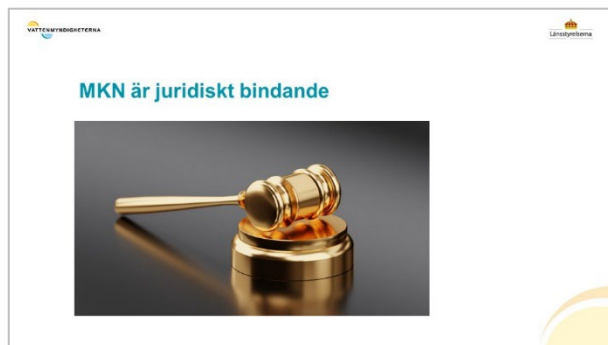 VATTENMYNDIGHETERNA
Länsstyrelserna
MKN är juridiskt bindande